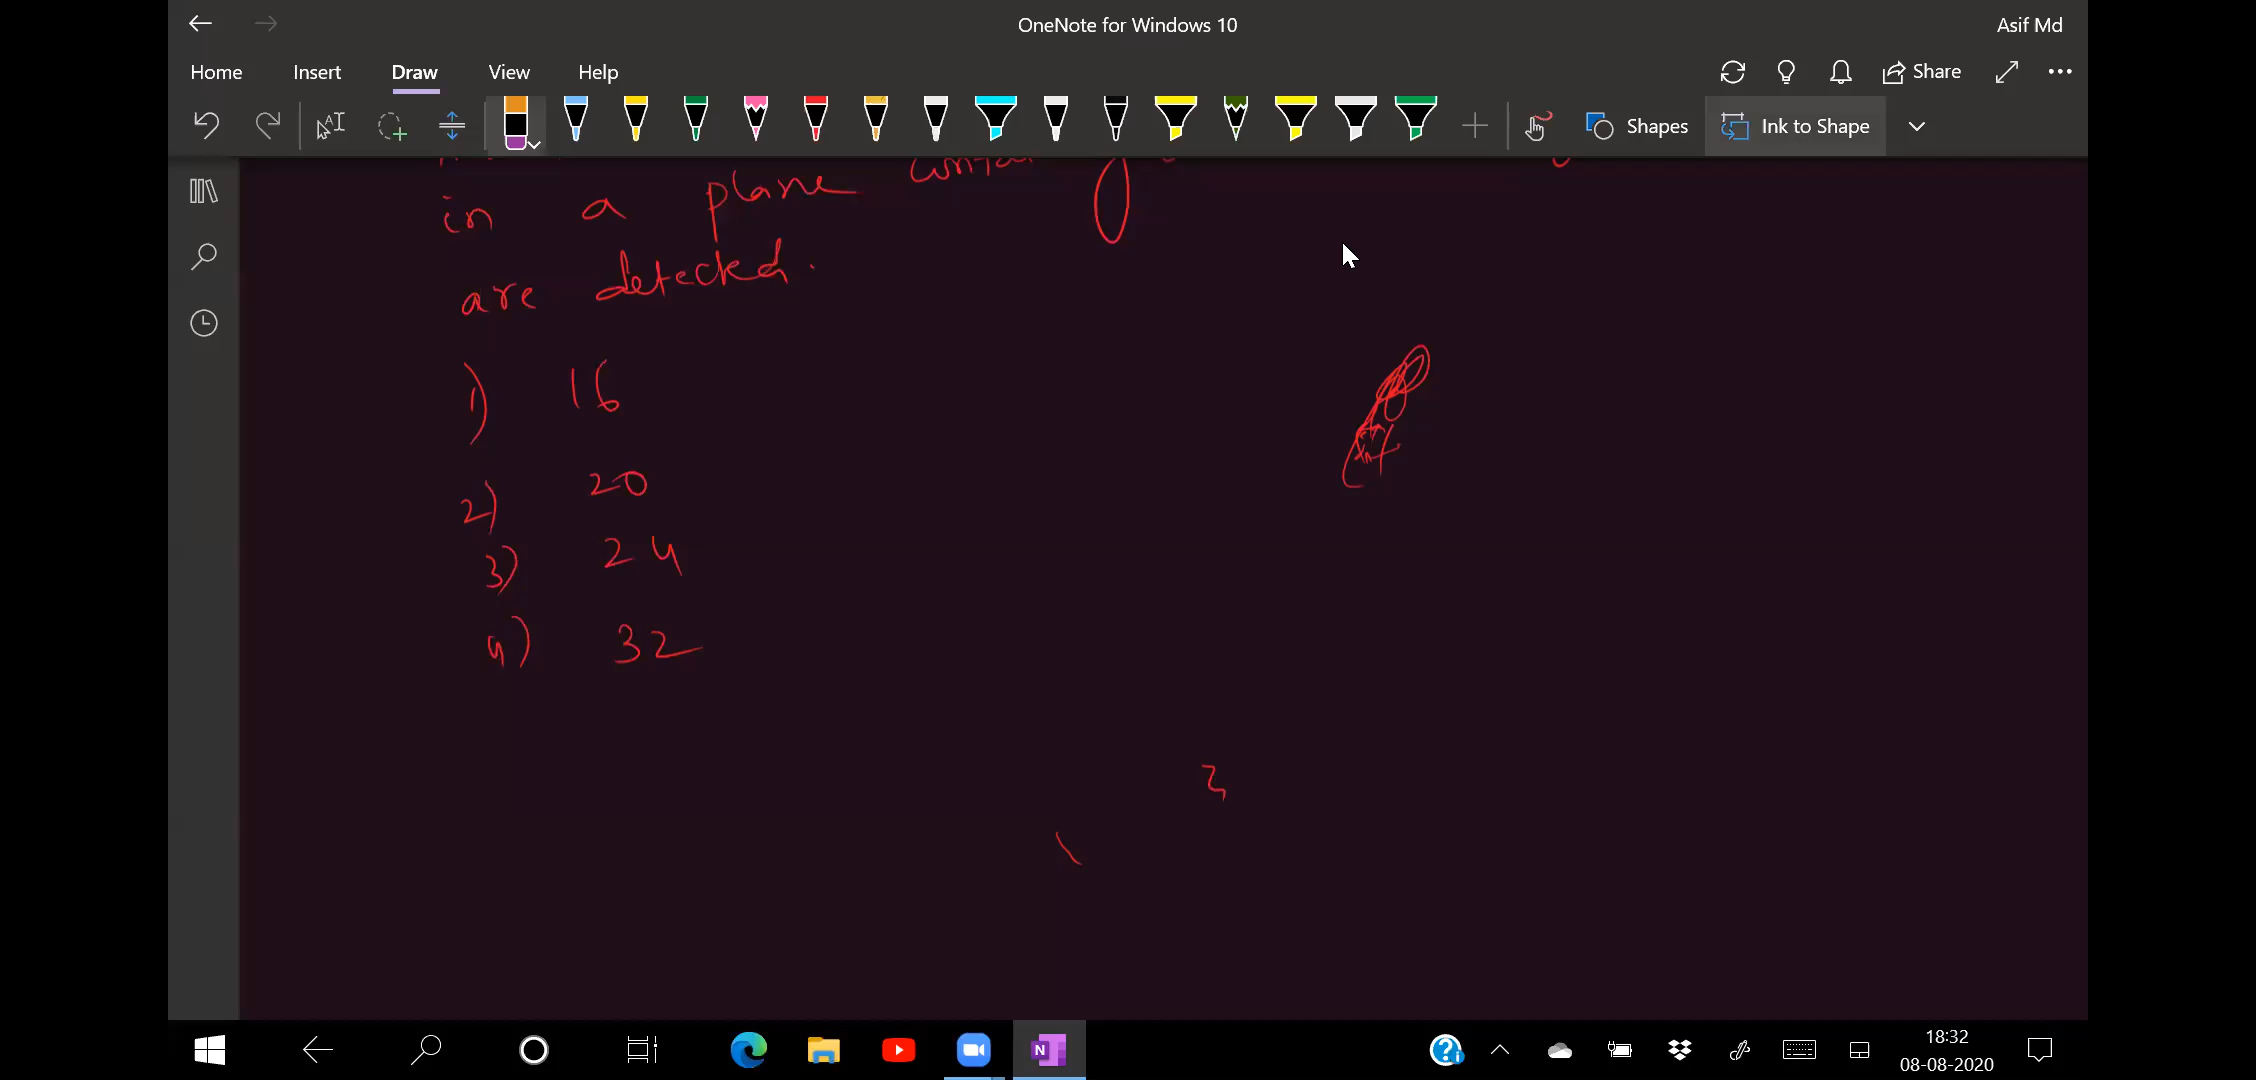 OneNote for Windows 10
Asif Md
Home Insert Draw View Help
Share
Shapes
Ink to Shape
in a plane
are detected.
1) 16
2) 20
3) 24
4) 32
18:32
08-08-2020